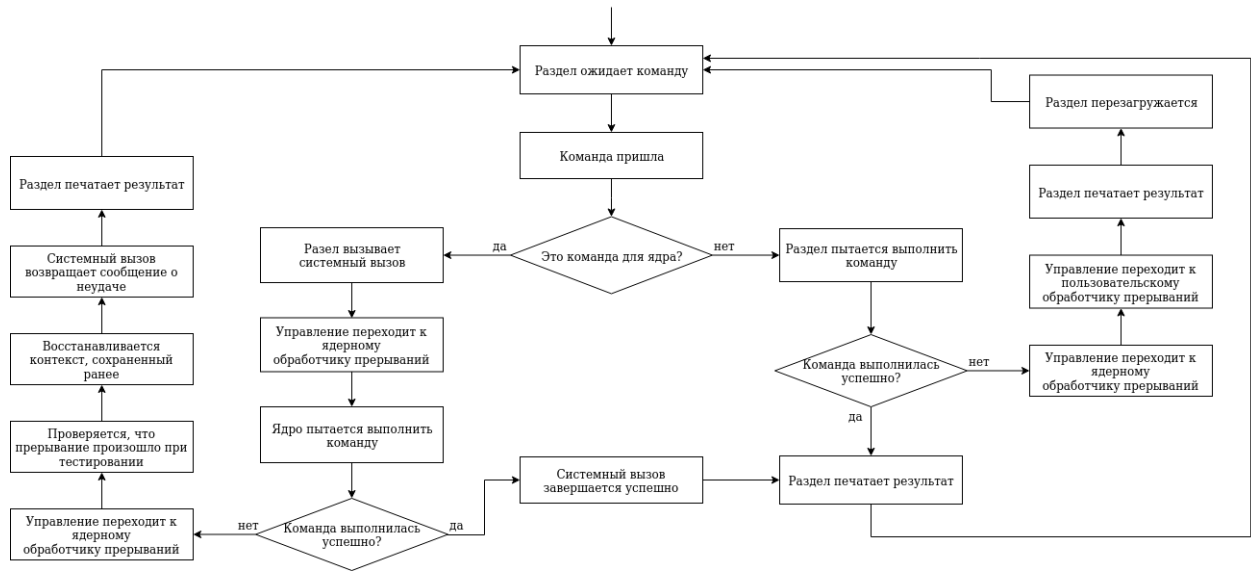 Раздел ожидает команду
Команда пришла
Это команда для ядра?
да
нет
Разел вызывает
системный вызов
Управление переходит к
ядерному
обработчику прерываний
Ядро пытается выполнить
команду
Команда выполнилась
успешно?
нет
да
Управление переходит к
ядерному
обработчику прерываний
Проверяется, что
прерывание произошло при
тестировании
Восстанавливается
контекст, сохраненный
ранее
Системный вызов
возвращает сообщение о
неудаче
Раздел печатает результат
Системный вызов
завершается успешно
Раздел пытается выполнить
команду
Команда выполнилась
успешно?
нет
да
Раздел печатает результат
Управление переходит к
ядерному
обработчику прерываний
Управление переходит к
пользовательскому
обработчику прерываний
Раздел печатает результат
Раздел перезагружается